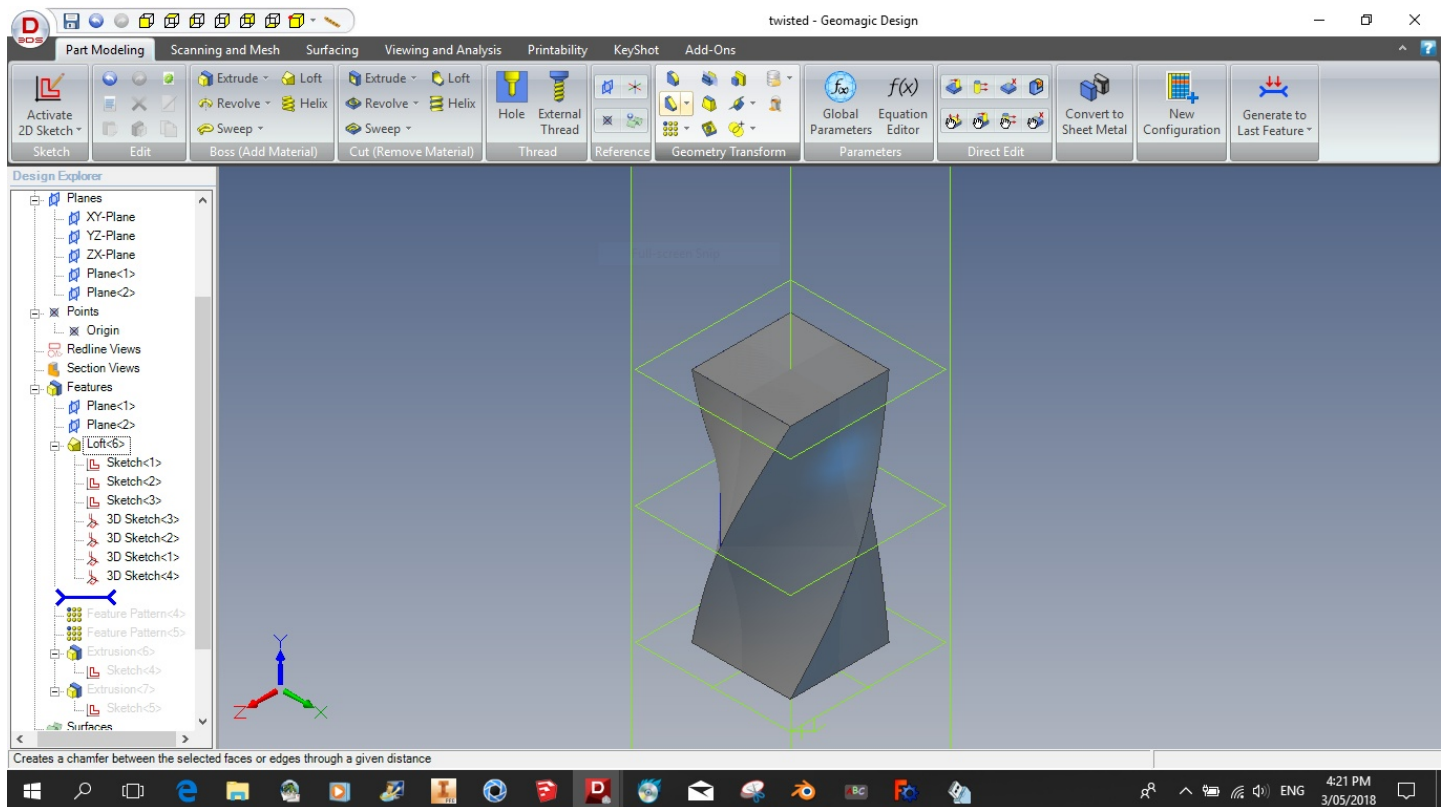 twisted - Geomagic Design
D
3DS
Part Modeling Scanning and Mesh Surfacing Viewing and Analysis Printability KeyShot Add-Ons
Activate
2D Sketch
Sketch
Edit
Extrude Loft
Revolve Helix
Sweep
Boss (Add Material)
Extrude Loft
Revolve Helix
Sweep
Cut (Remove Material)
Hole
External
Thread
Thread
Reference
Geometry Transform
Global
Parameters
f(x)
Equation
Editor
Parameters
Direct Edit
Convert to
Sheet Metal
New
Configuration
Generate to
Last Feature
Design Explorer
Planes
XY-Plane
YZ-Plane
ZX-Plane
Plane<1>
Plane<2>
Points
Origin
Redline Views
Section Views
Features
Plane<1>
Plane<2>
Loft<6>
Sketch<1>
Sketch<2>
Sketch<3>
3D Sketch<3>
3D Sketch<2>
3D Sketch<1>
3D Sketch<4>
Feature Pattern<4>
Feature Pattern<5>
Extrusion<6>
Sketch<4>
Extrusion<7>
Sketch<5>
Surfaces
Y
Z
X
Creates a chamfer between the selected faces or edges through a given distance
ENG
4:21 PM
3/05/2018